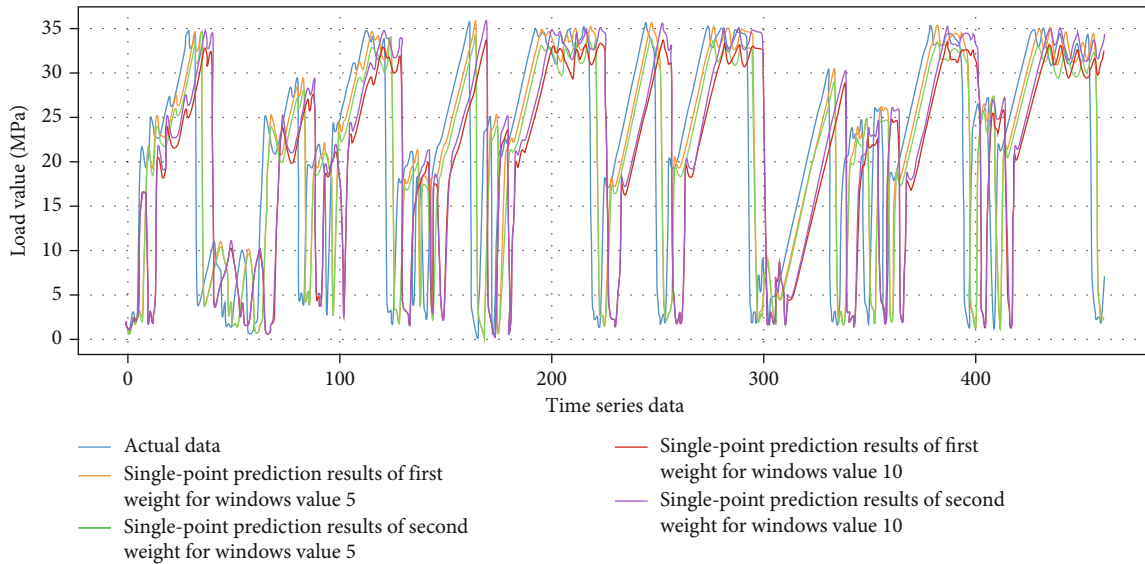 35
30
25
20
15
10
5
0
Load value (MPa)
0 100 200 300 400
Time series data
Actual data
Single-point prediction results of first
weight for windows value 5
Single-point prediction results of second
weight for windows value 5
Single-point prediction results of first
weight for windows value 10
Single-point prediction results of second
weight for windows value 10